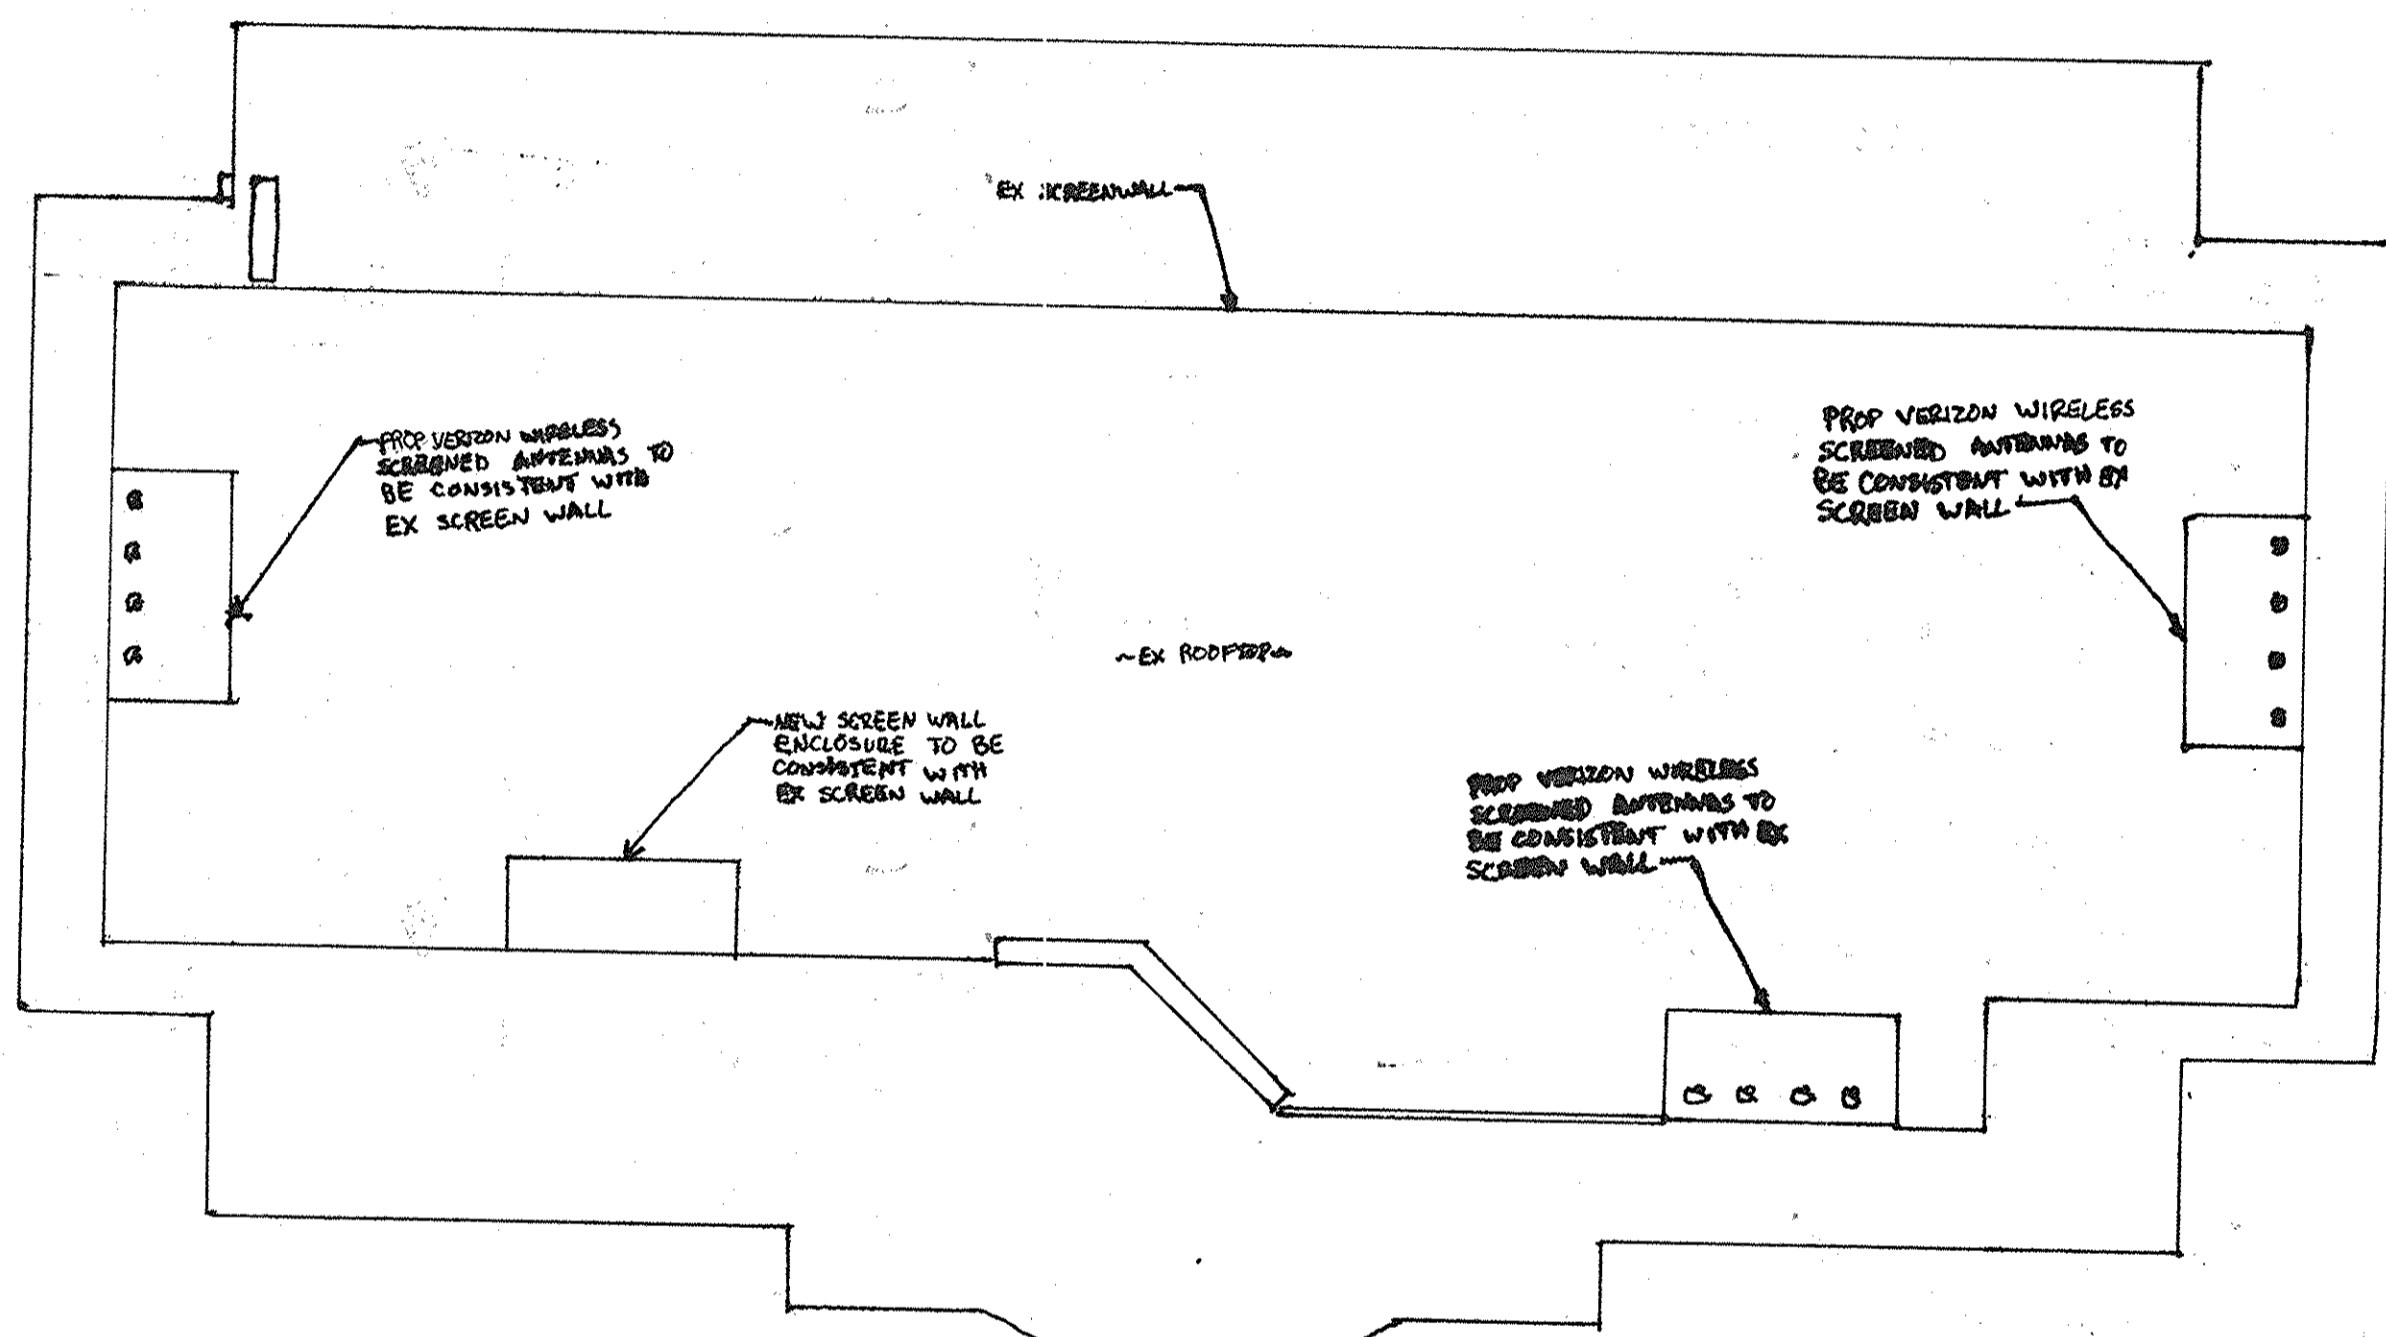 EX SCREENWALL
PROP VERIZON WIRELESS
SCREENED ANTENNAS TO
BE CONSISTENT WITH
EX SCREEN WALL
PROP VERIZON WIRELESS
SCREENED ANTENNAS TO
BE CONSISTENT WITH EX
SCREEN WALL
~EX ROOFTOP~
NEW SCREEN WALL
ENCLOSURE TO BE
CONSISTENT WITH
EX SCREEN WALL
PROP VERIZON WIRELESS
SCREENED ANTENNAS TO
BE CONSISTENT WITH EX
SCREEN WALL